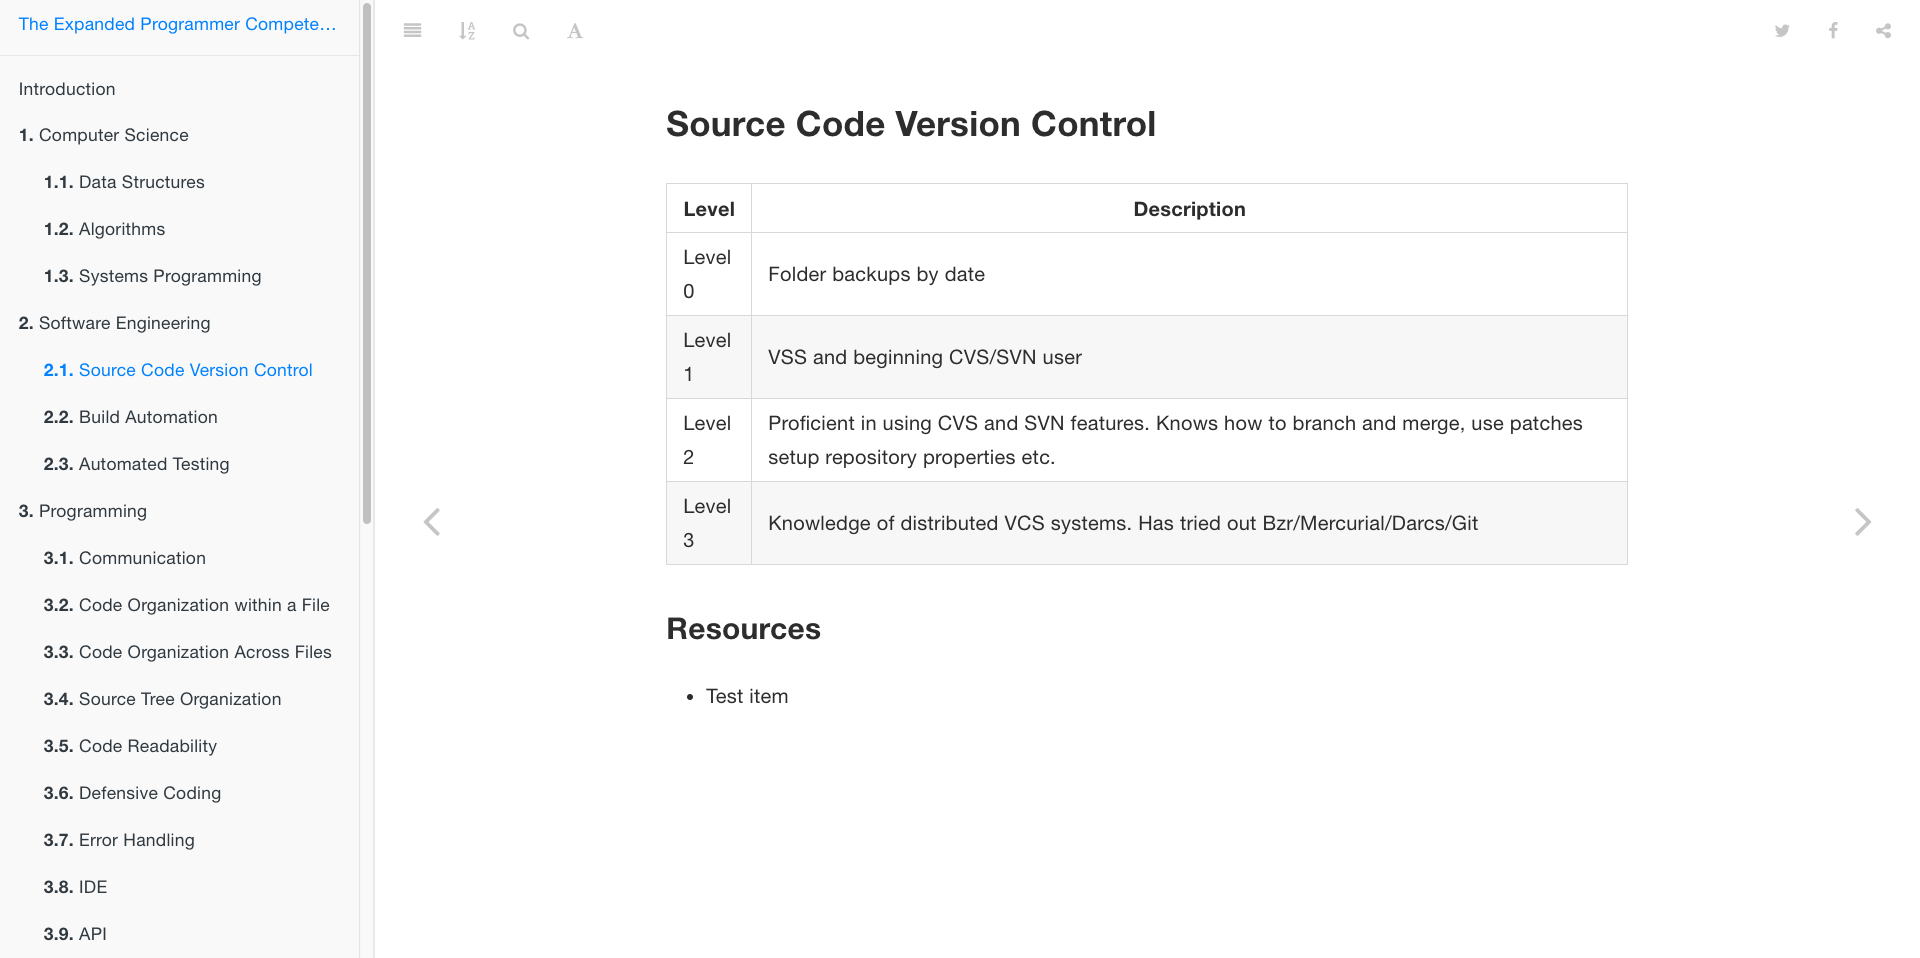 The Expanded Programmer Compete...
Introduction
1. Computer Science
1.1. Data Structures
1.2. Algorithms
1.3. Systems Programming
2. Software Engineering
2.1. Source Code Version Control
2.2. Build Automation
2.3. Automated Testing
3. Programming
3.1. Communication
3.2. Code Organization within a File
3.3. Code Organization Across Files
3.4. Source Tree Organization
3.5. Code Readability
3.6. Defensive Coding
3.7. Error Handling
3.8. IDE
3.9. API
A
Z
A
Source Code Version Control
Level Description
Level
0
Folder backups by date
Level
1
VSS and beginning CVS/SVN user
Level
2
Proficient in using CVS and SVN features. Knows how to branch and merge, use patches
setup repository properties etc.
Level
3
Knowledge of distributed VCS systems. Has tried out Bzr/Mercurial/Darcs/Git
Resources
• Test item